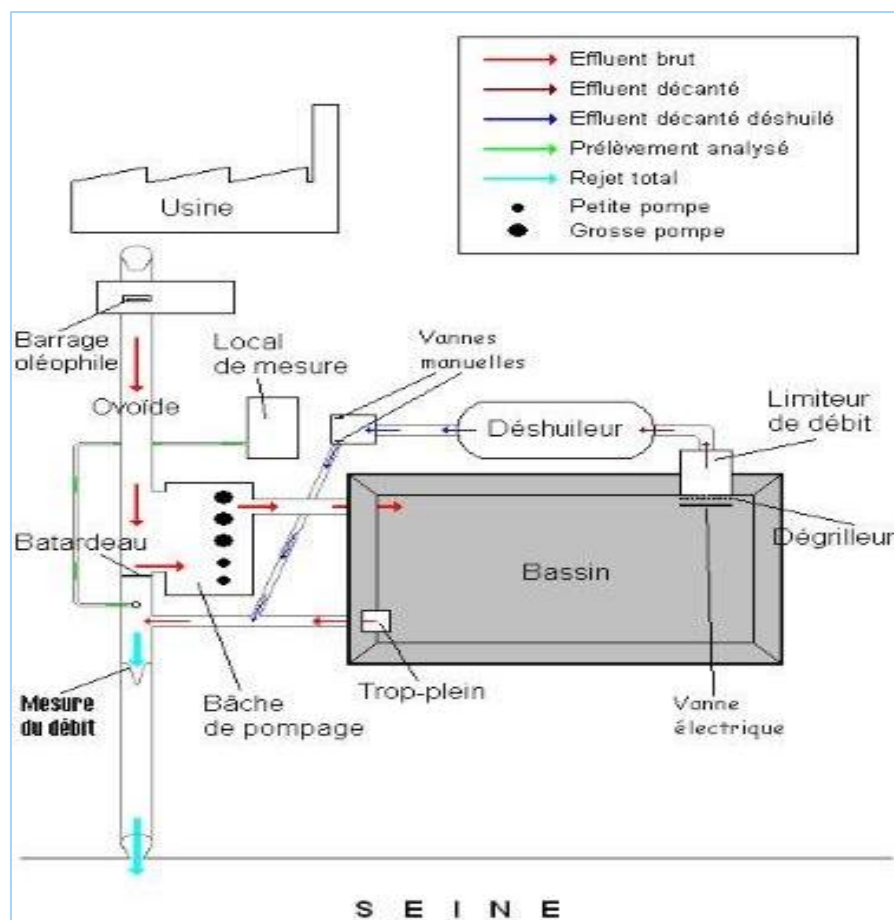 Effluent brut
Effluent décanté
Effluent décanté déshuilé
Prélèvement analysé
Rejet total
Petite pompe
Grosse pompe
Usine
Barrage
oléophile
Local
de mesure
Vannes
manuelles
Ovoïde
Déshuileur
Limiteur
de débit
Batardeau
Dégrilleur
Bassin
Mesure
du débit
Bâche
de pompage
Trop-plein
Vanne
électrique
S E I N E